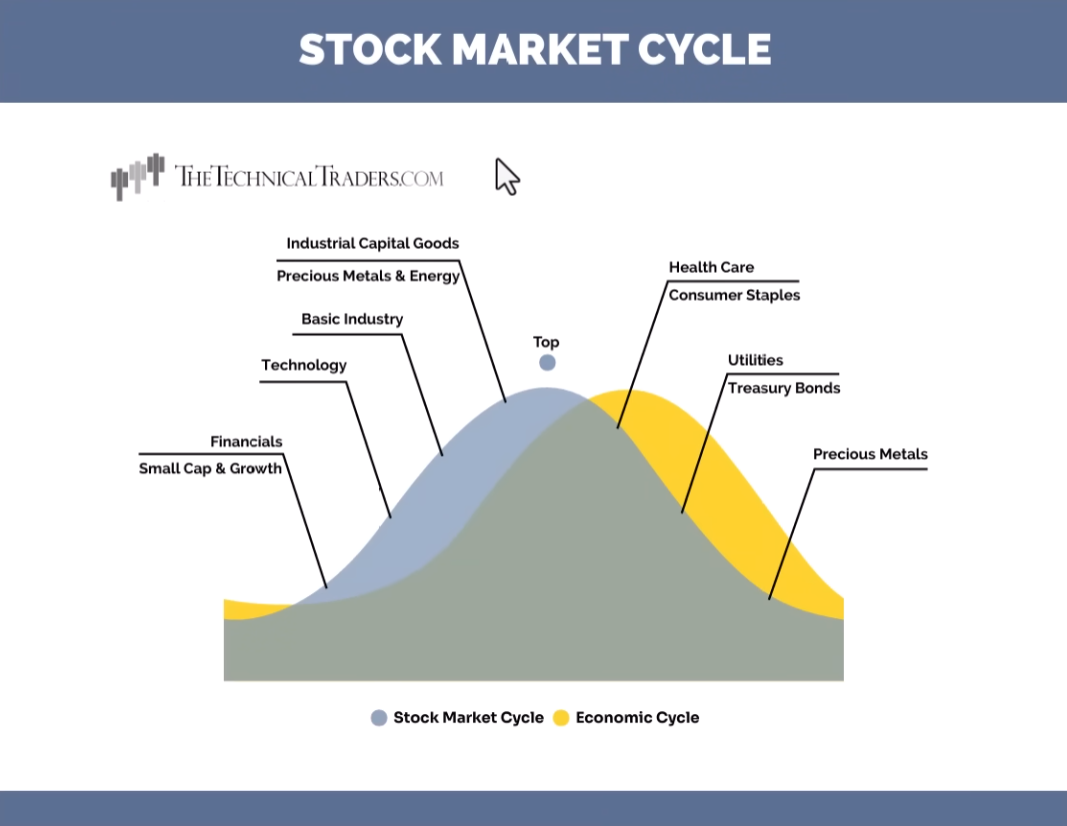 STOCK MARKET CYCLE
THETECHNICALTRADERS.COM
Industrial Capital Goods
Precious Metals & Energy
Basic Industry
Technology
Financials
Small Cap & Growth
Top
Health Care
Consumer Staples
Utilities
Treasury Bonds
Precious Metals
Stock Market Cycle
Economic Cycle